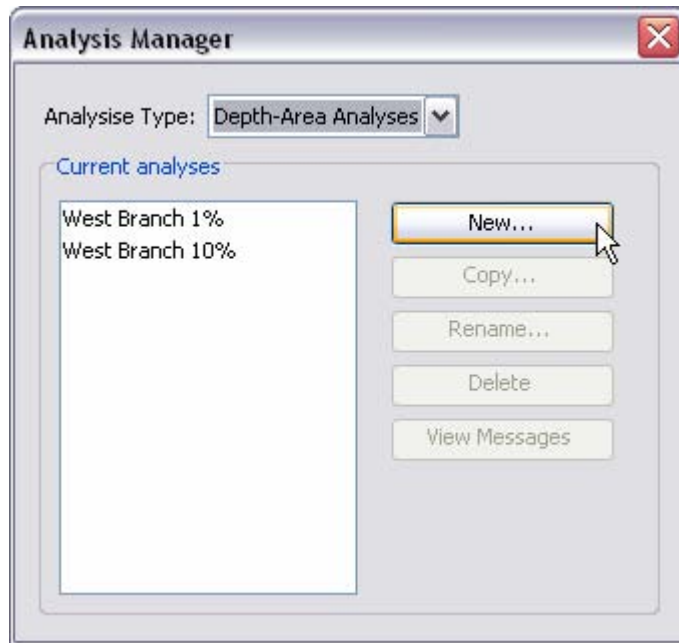 Analysis Manager
Analysise Type: Depth-Area Analyses
Current analyses
West Branch 1%
West Branch 10%
New...
Copy...
Rename...
Delete
View Messages